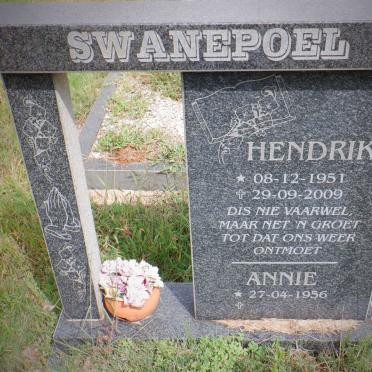 SWANEPOEL
HENDRIK
★ 08-12-1951
✞ 29-09-2009
DIS NIE VAARWEL
MAAR NET 'N GROET
TOT DAT ONS WEER
ONTMOET
ANNIE
★ 27-04-1956
✞